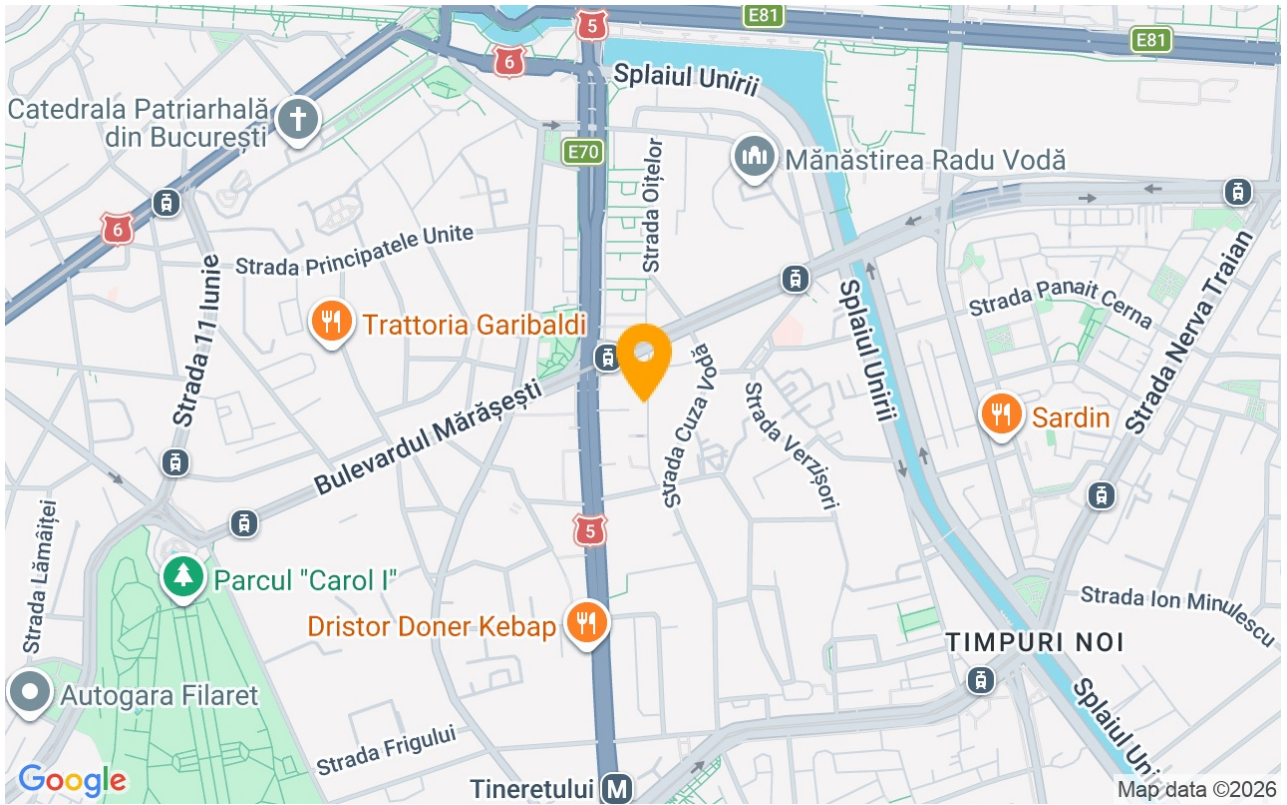 E81
5
E81
6
Splaiul Unirii
Catedrala Patriarhală
din București
E70
Strada Oițelor
Mănăstirea Radu Vodă
6
Strada Principatele Unite
Strada 11 Iunie
Strada Nerva Traian
Strada Panait Cerna
Splaiul Unirii
Trattoria Garibaldi
Strada Cuza Vodă
Strada Verzișori
Bulevardul Mărășești
Sardin
5
Strada Lămâiței
Parcul "Carol I"
Dristor Doner Kebap
Strada Ion Minulescu
TIMPURI NOI
Autogara Filaret
Splaiul Unirii
Strada Frigului
Tineretului M
Google
Map data ©2026